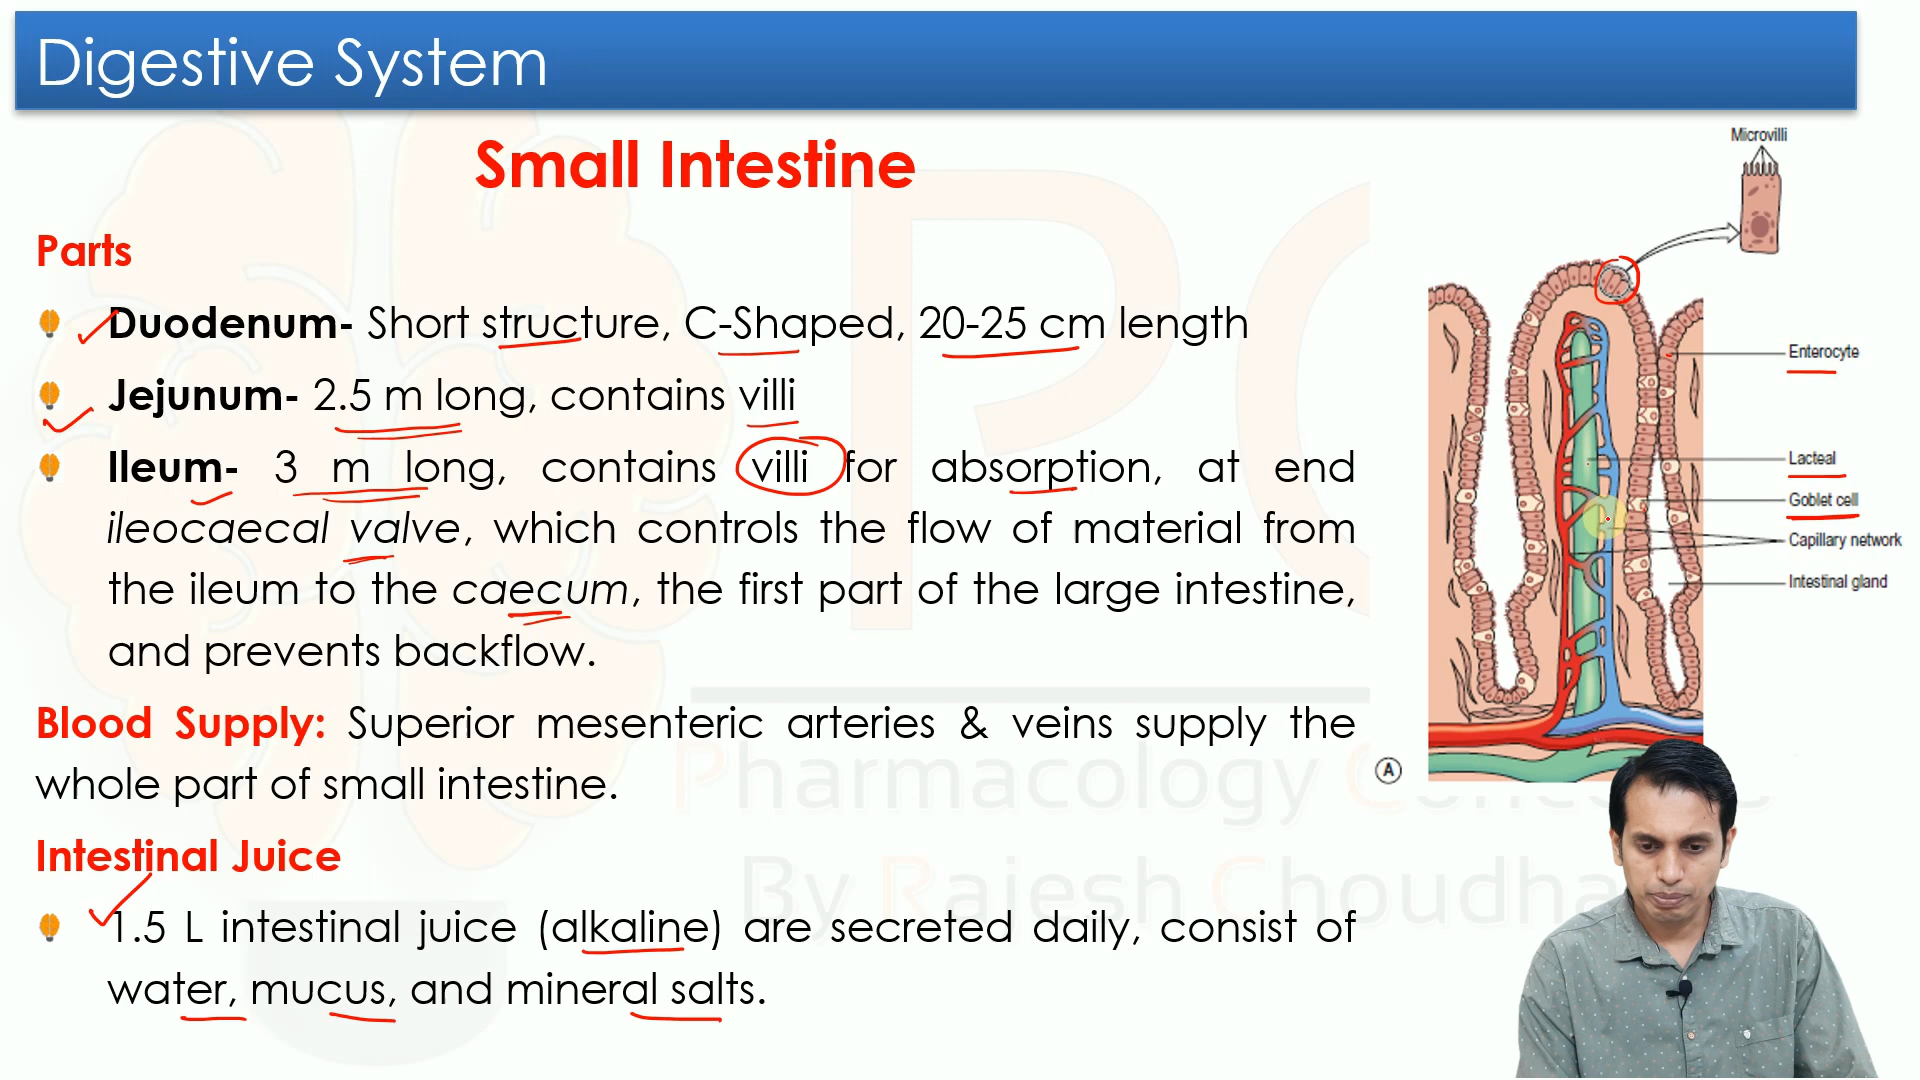 Digestive System
Small Intestine
Parts
Duodenum- Short structure, C-Shaped, 20-25 cm length
Jejunum- 2.5 m long, contains villi
Ileum- 3 m long, contains villi for absorption, at end
ileocaecal valve, which controls the flow of material from
the ileum to the caecum, the first part of the large intestine,
and prevents backflow.
Blood Supply: Superior mesenteric arteries & veins supply the
whole part of small intestine.
Intestinal Juice
1.5 L intestinal juice (alkaline) are secreted daily, consist of
water, mucus, and mineral salts.
Microvilli
Enterocyte
Lacteal
Goblet cell
Capillary network
Intestinal gland
A
Pharmacology
By Rajesh